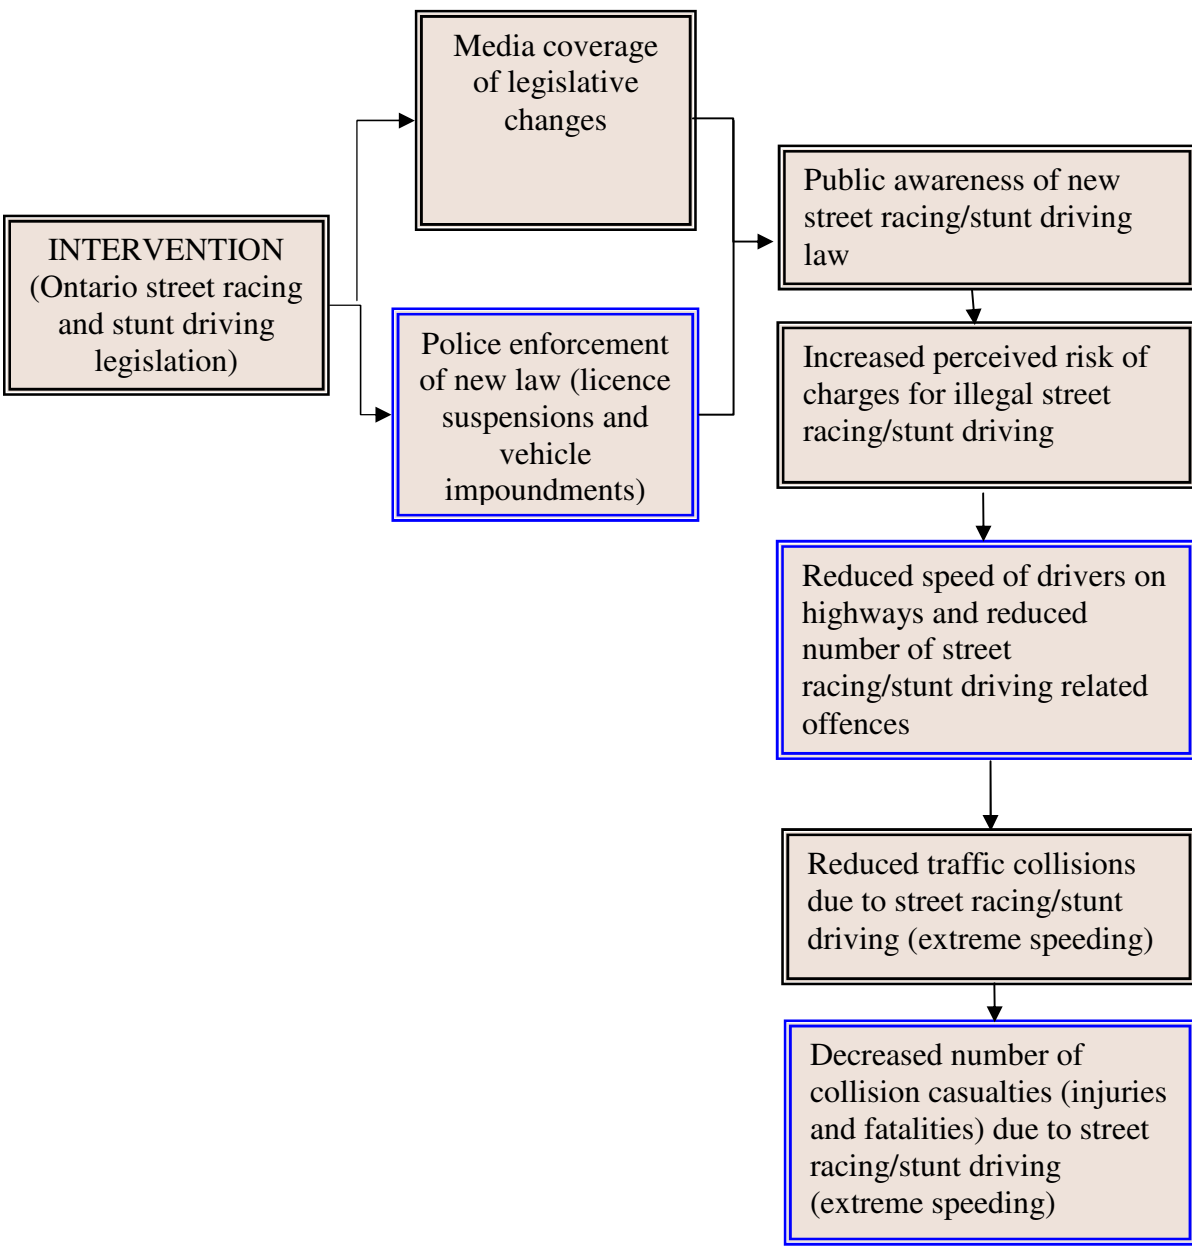 Media coverage
of legislative
changes
INTERVENTION
(Ontario street racing
and stunt driving
legislation)
Police enforcement
of new law (licence
suspensions and
vehicle
impoundments)
Public awareness of new
street racing/stunt driving
law
Increased perceived risk of
charges for illegal street
racing/stunt driving
Reduced speed of drivers on
highways and reduced
number of street
racing/stunt driving related
offences
Reduced traffic collisions
due to street racing/stunt
driving (extreme speeding)
Decreased number of
collision casualties (injuries
and fatalities) due to street
racing/stunt driving
(extreme speeding)